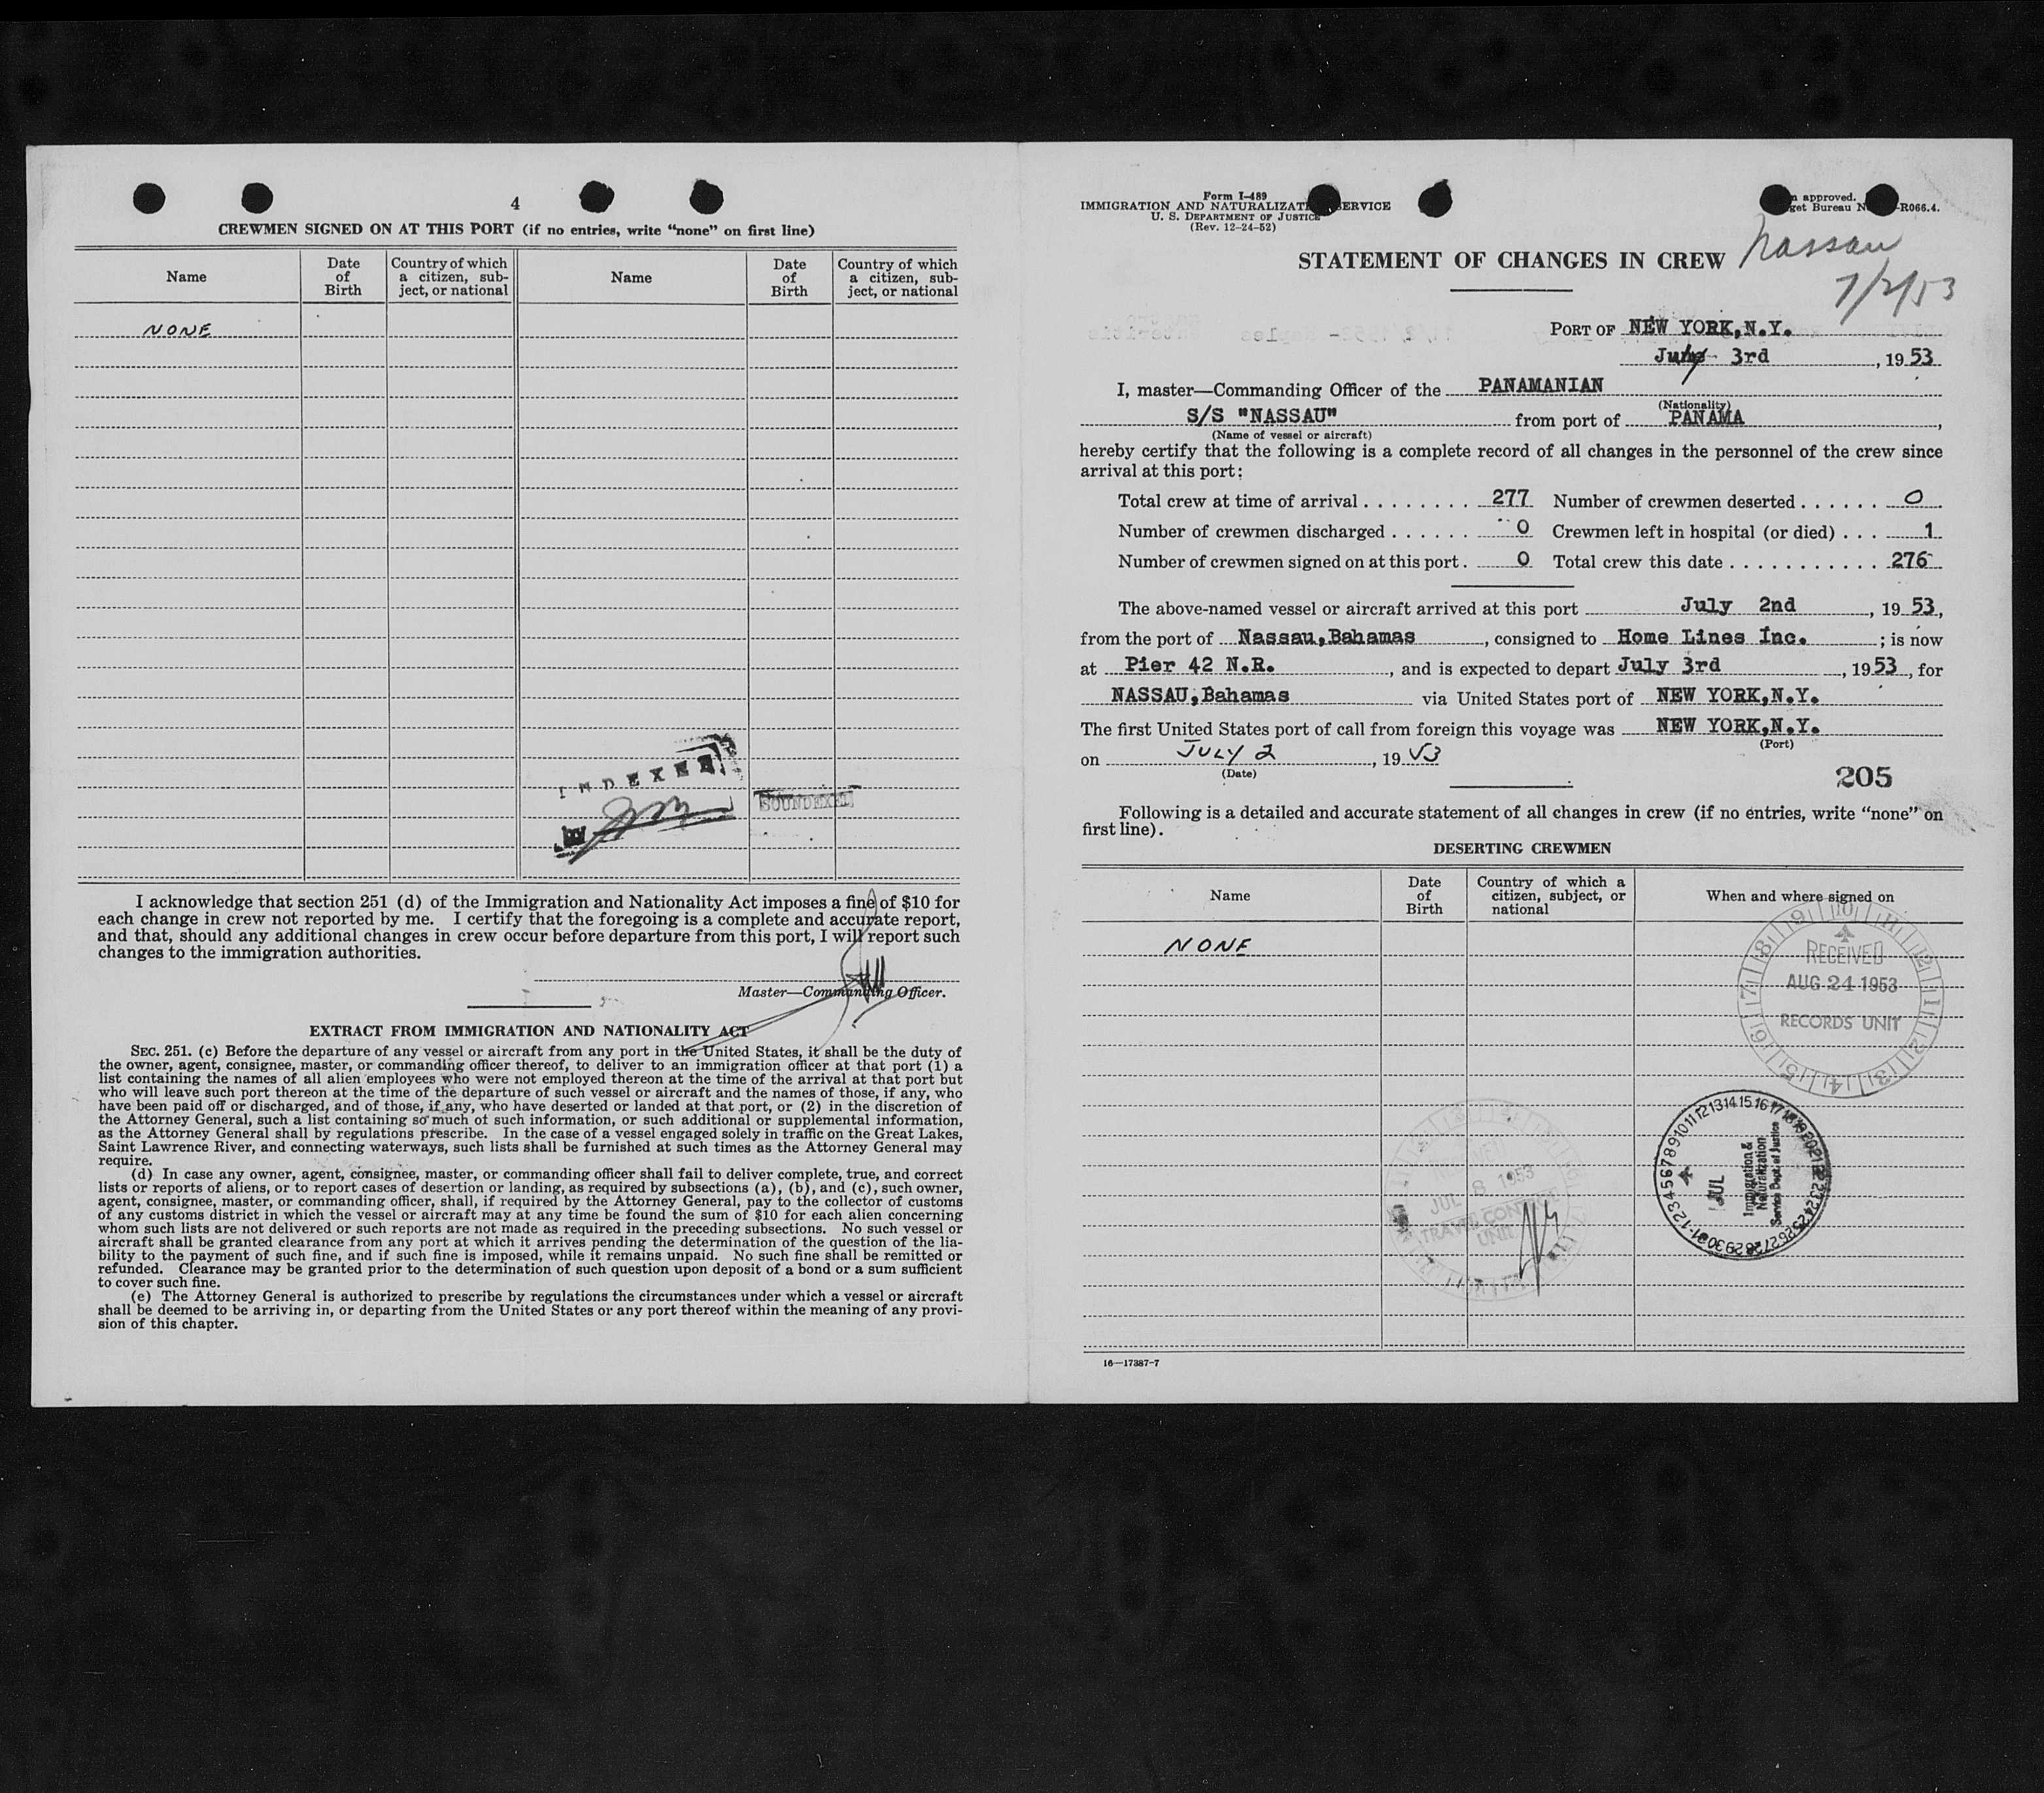 4
CREWMEN SIGNED ON AT THIS PORT (if no entries, write "none" on first line)
Name
Date of Birth
Country of which a citizen, subject, or national
Name
Date of Birth
Country of which a citizen, subject, or national
NONE
INDEXED
BY
SOUNDEXED
I acknowledge that section 251 (d) of the Immigration and Nationality Act imposes a fine of $10 for
each change in crew not reported by me. I certify that the foregoing is a complete and accurate report,
and that, should any additional changes in crew occur before departure from this port, I will report such
changes to the immigration authorities.
Master—Commanding Officer.
EXTRACT FROM IMMIGRATION AND NATIONALITY ACT
SEC. 251. (c) Before the departure of any vessel or aircraft from any port in the United States, it shall be the duty of
the owner, agent, consignee, master, or commanding officer thereof, to deliver to an immigration officer at that port (1) a
list containing the names of all alien employees who were not employed thereon at the time of the arrival at that port but
who will leave such port thereon at the time of the departure of such vessel or aircraft and the names of those, if any, who
have been paid off or discharged, and of those, if any, who have deserted or landed at that port, or (2) in the discretion of
the Attorney General, such a list containing so much of such information, or such additional or supplemental information,
as the Attorney General shall by regulations prescribe. In the case of a vessel engaged solely in traffic on the Great Lakes,
Saint Lawrence River, and connecting waterways, such lists shall be furnished at such times as the Attorney General may
require.
(d) In case any owner, agent, consignee, master, or commanding officer shall fail to deliver complete, true, and correct
lists or reports of aliens, or to report cases of desertion or landing, as required by subsections (a), (b), and (c), such owner,
agent, consignee, master, or commanding officer, shall, if required by the Attorney General, pay to the collector of customs
of any customs district in which the vessel or aircraft may at any time be found the sum of $10 for each alien concerning
whom such lists are not delivered or such reports are not made as required in the preceding subsections. No such vessel or
aircraft shall be granted clearance from any port at which it arrives pending the determination of the question of the lia-
bility to the payment of such fine, and if such fine is imposed, while it remains unpaid. No such fine shall be remitted or
refunded. Clearance may be granted prior to the determination of such question upon deposit of a bond or a sum sufficient
to cover such fine.
(e) The Attorney General is authorized to prescribe by regulations the circumstances under which a vessel or aircraft
shall be deemed to be arriving in, or departing from the United States or any port thereof within the meaning of any provi-
sion of this chapter.
Form I-489
IMMIGRATION AND NATURALIZAT SERVICE
U. S. DEPARTMENT OF JUSTICE
(Rev. 12-24-52)
approved.
get Bureau N -R066.4.
STATEMENT OF CHANGES IN CREW
Nassau
7/2/53
PORT OF NEW YORK,N.Y.
July 3rd , 19 53
I, master—Commanding Officer of the PANAMANIAN
(Nationality)
S/S "NASSAU" from port of PANAMA ,
(Name of vessel or aircraft)
hereby certify that the following is a complete record of all changes in the personnel of the crew since
arrival at this port:
Total crew at time of arrival . . . . . . . . 277 Number of crewmen deserted . . . . . . 0
Number of crewmen discharged . . . . . . 0 Crewmen left in hospital (or died) . . . 1
Number of crewmen signed on at this port . 0 Total crew this date . . . . . . . . . . . 276
The above-named vessel or aircraft arrived at this port July 2nd , 19 53,
from the port of Nassau,Bahamas , consigned to Home Lines Inc. ; is now
at Pier 42 N.R. , and is expected to depart July 3rd , 1953 , for
NASSAU,Bahamas via United States port of NEW YORK,N.Y.
The first United States port of call from foreign this voyage was NEW YORK,N.Y.
(Port)
on JULY 2 , 19 53
(Date)
205
Following is a detailed and accurate statement of all changes in crew (if no entries, write "none" on
first line).
DESERTING CREWMEN
Name
Date of Birth
Country of which a citizen, subject, or national
When and where signed on
NONE
RECEIVED
AUG 24 1953
RECORDS UNIT
JUL 8 1953
TRAVEL CONTROL
UNIT
JUL
Immigration &
Naturalization
Service Dept. of Justice
16—17387-7